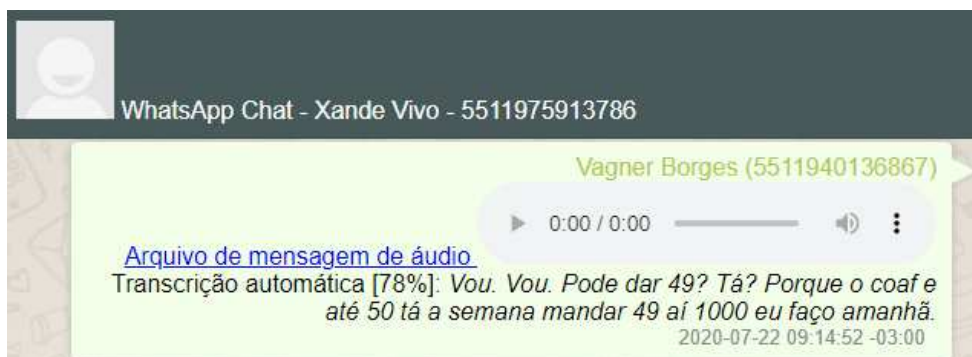 WhatsApp Chat - Xande Vivo - 5511975913786
Vagner Borges (5511940136867)
0:00 / 0:00
Arquivo de mensagem de áudio
Transcrição automática [78%]: Vou. Vou. Pode dar 49? Tá? Porque o coaf e
até 50 tá a semana mandar 49 aí 1000 eu faço amanhã.
2020-07-22 09:14:52 -03:00